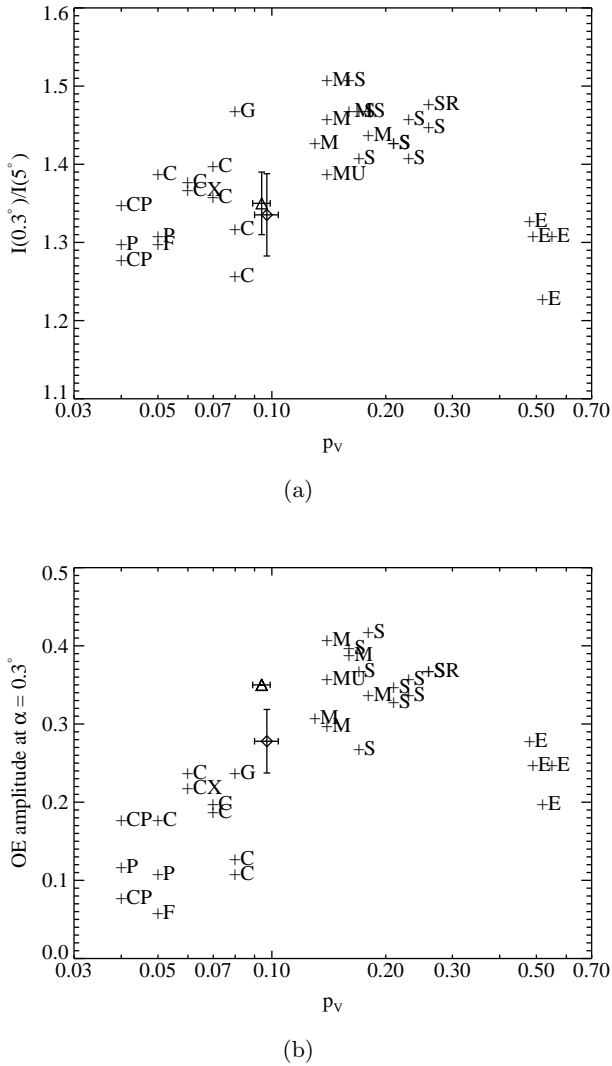 1.6
1.5
1.4
1.3
1.2
1.1
I(0.3°)/I(5°)
M S
G M M S S SR
M S S
M M S
C C MU S S
C C X C
CP
C E
P P F E E
CP
C
E
0.03 0.05 0.07 0.10 0.20 0.30 0.50 0.70
pV
(a)
0.5
0.4
0.3
0.2
0.1
0.0
OE amplitude at α = 0.3°
M S
S M
MU S S SR
S S
M S S
M M
S E
C G E E
C X
C C E
CP C
P P C C
CP
F
0.03 0.05 0.07 0.10 0.20 0.30 0.50 0.70
pV
(b)